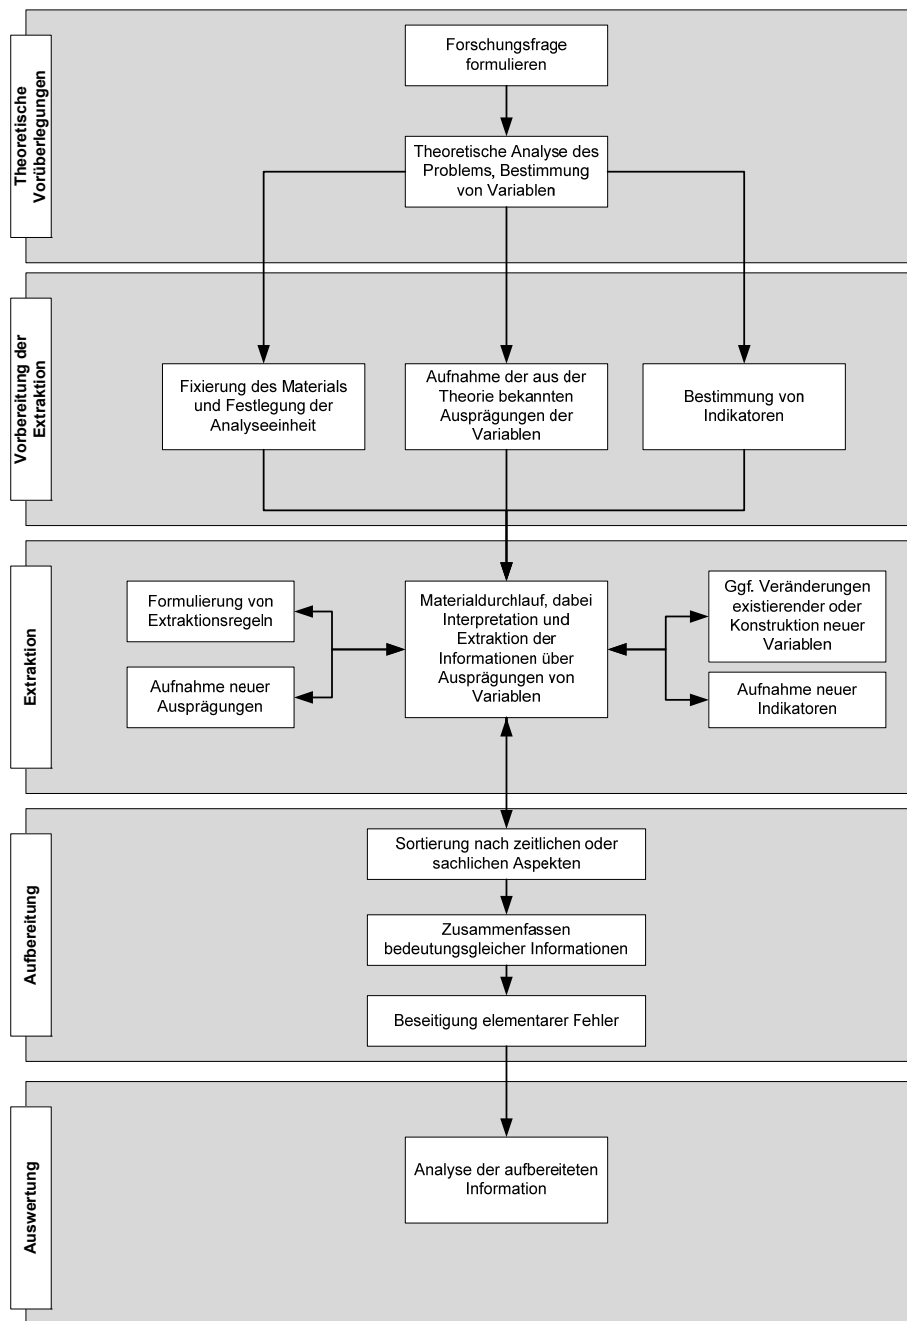 Theoretische
Vorüberlegungen
Forschungsfrage
formulieren
Theoretische Analyse des
Problems, Bestimmung
von Variablen
Vorbereitung der
Extraktion
Fixierung des Materials
und Festlegung der
Analyseeinheit
Aufnahme der aus der
Theorie bekannten
Ausprägungen der
Variablen
Bestimmung von
Indikatoren
Extraktion
Formulierung von
Extraktionsregeln
Aufnahme neuer
Ausprägungen
Materialdurchlauf, dabei
Interpretation und
Extraktion der
Informationen über
Ausprägungen von
Variablen
Ggf. Veränderungen
existierender oder
Konstruktion neuer
Variablen
Aufnahme neuer
Indikatoren
Aufbereitung
Sortierung nach zeitlichen oder
sachlichen Aspekten
Zusammenfassen
bedeutungsgleicher Informationen
Beseitigung elementarer Fehler
Auswertung
Analyse der aufbereiteten
Information